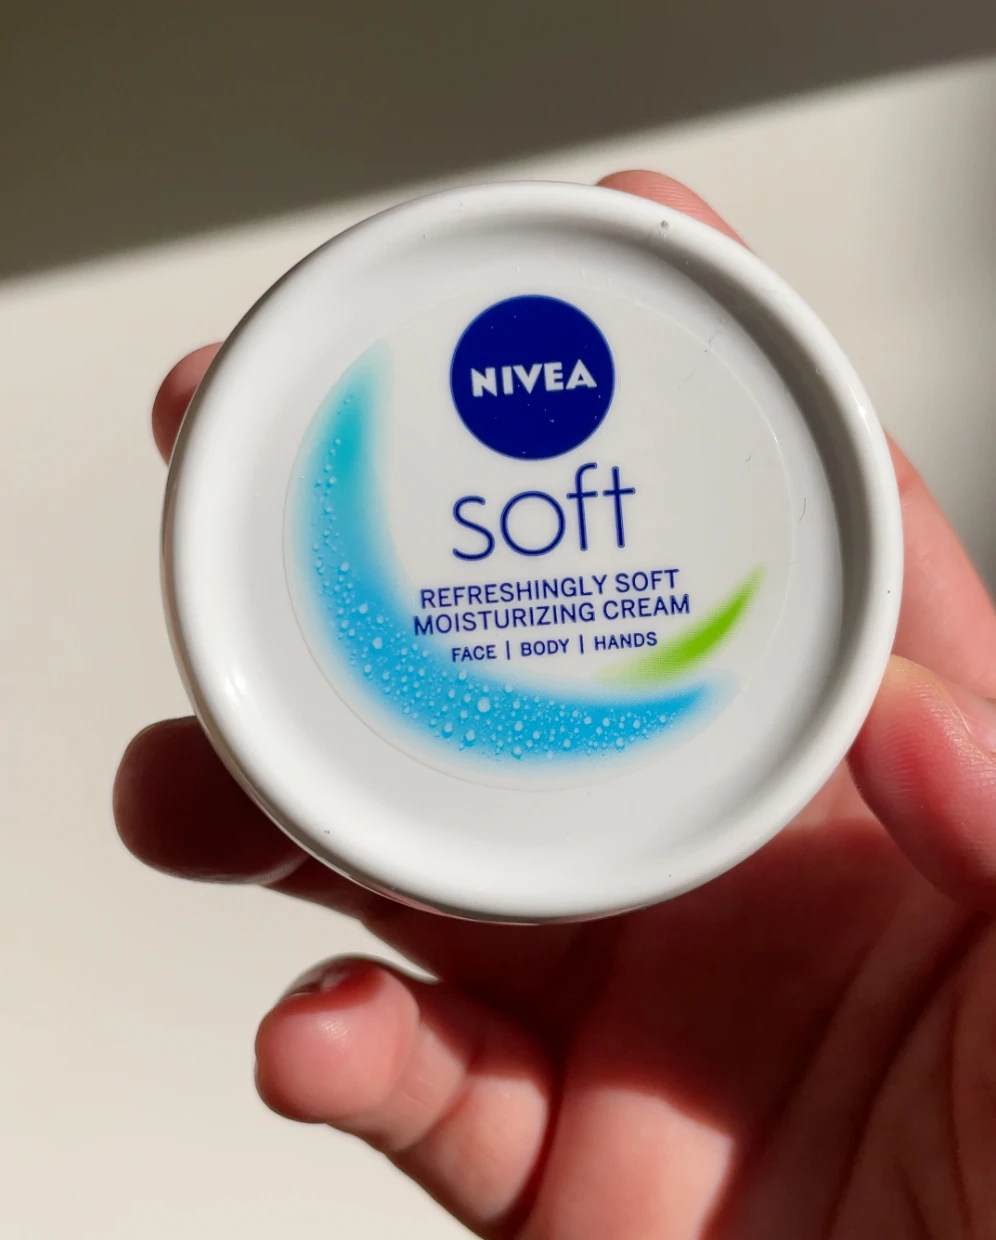 NIVEA
soft
REFRESHINGLY SOFT
MOISTURIZING CREAM
FACE | BODY | HANDS